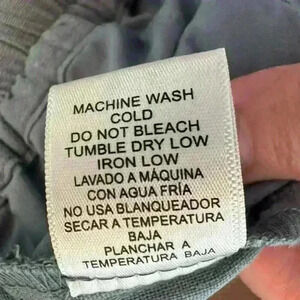 MACHINE WASH
COLD
DO NOT BLEACH
TUMBLE DRY LOW
IRON LOW
LAVADO A MÁQUINA
CON AGUA FRÍA
NO USA BLANQUEADOR
SECAR A TEMPERATURA
BAJA
PLANCHAR A
TEMPERATURA BAJA